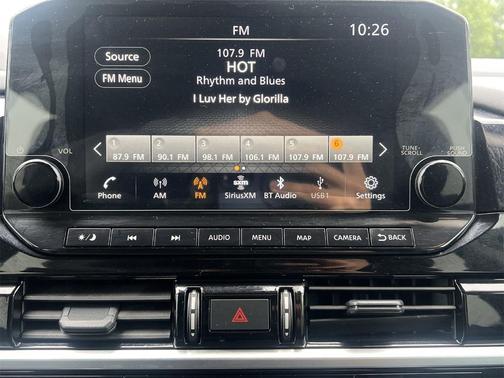 FM
10:26
Source
FM Menu
107.9 FM
HOT
Rhythm and Blues
I Luv Her by Glorilla
1 2 3 4 5 6
87.9 FM 90.1 FM 98.1 FM 106.1 FM 107.9 FM 107.9 FM
VOL
TUNE-SCROLL
PUSH SOUND
Phone AM FM SiriusXM BT Audio USB1 Settings
sxm
AUDIO MENU MAP CAMERA BACK